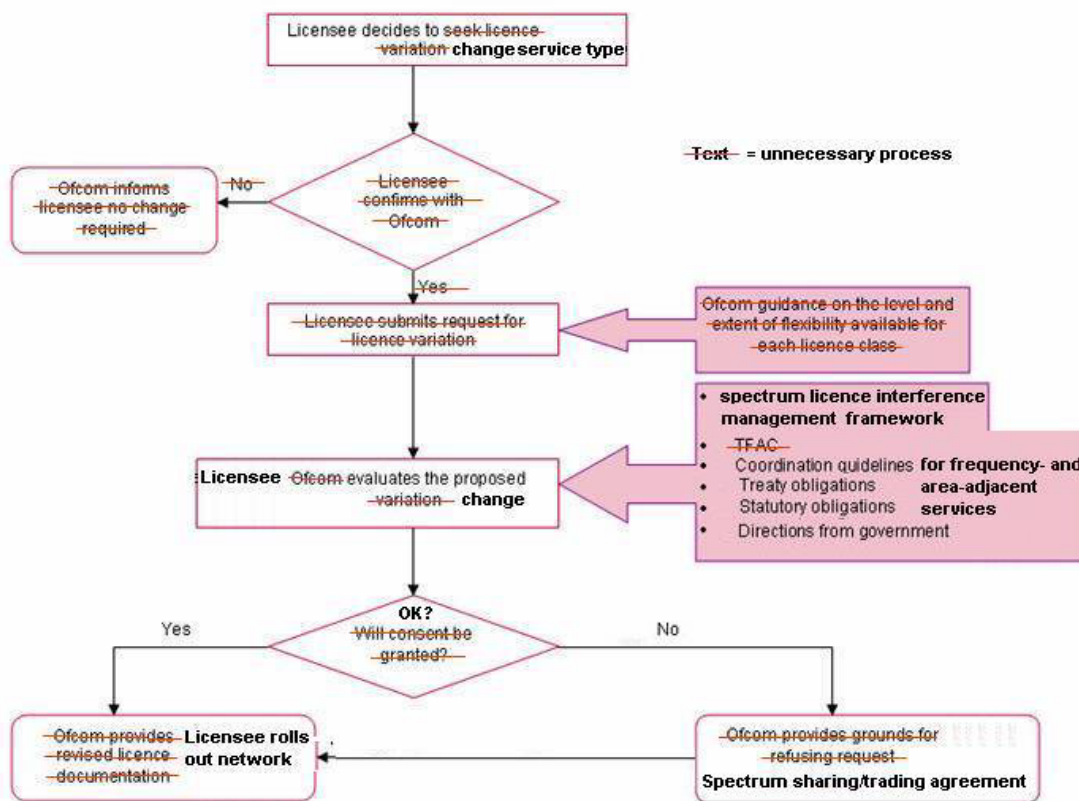 Licensee decides to seek licence
variation change service type
Text = unnecessary process
No
Ofcom informs
licensee no change
required
Licensee
confirms with
Ofcom
Yes
Licensee submits request for
licence variation
Ofcom guidance on the level and
extent of flexibility available for
each licence class
• spectrum licence interference
management framework
• TFAC
• Coordination guidelines for frequency- and
• Treaty obligations area-adjacent
• Statutory obligations services
• Directions from government
Licensee Ofcom evaluates the proposed
variation change
OK?
Will consent be
granted?
Yes
No
Ofcom provides Licensee rolls
revised licence out network
documentation
Ofcom provides grounds for
refusing request
Spectrum sharing/trading agreement